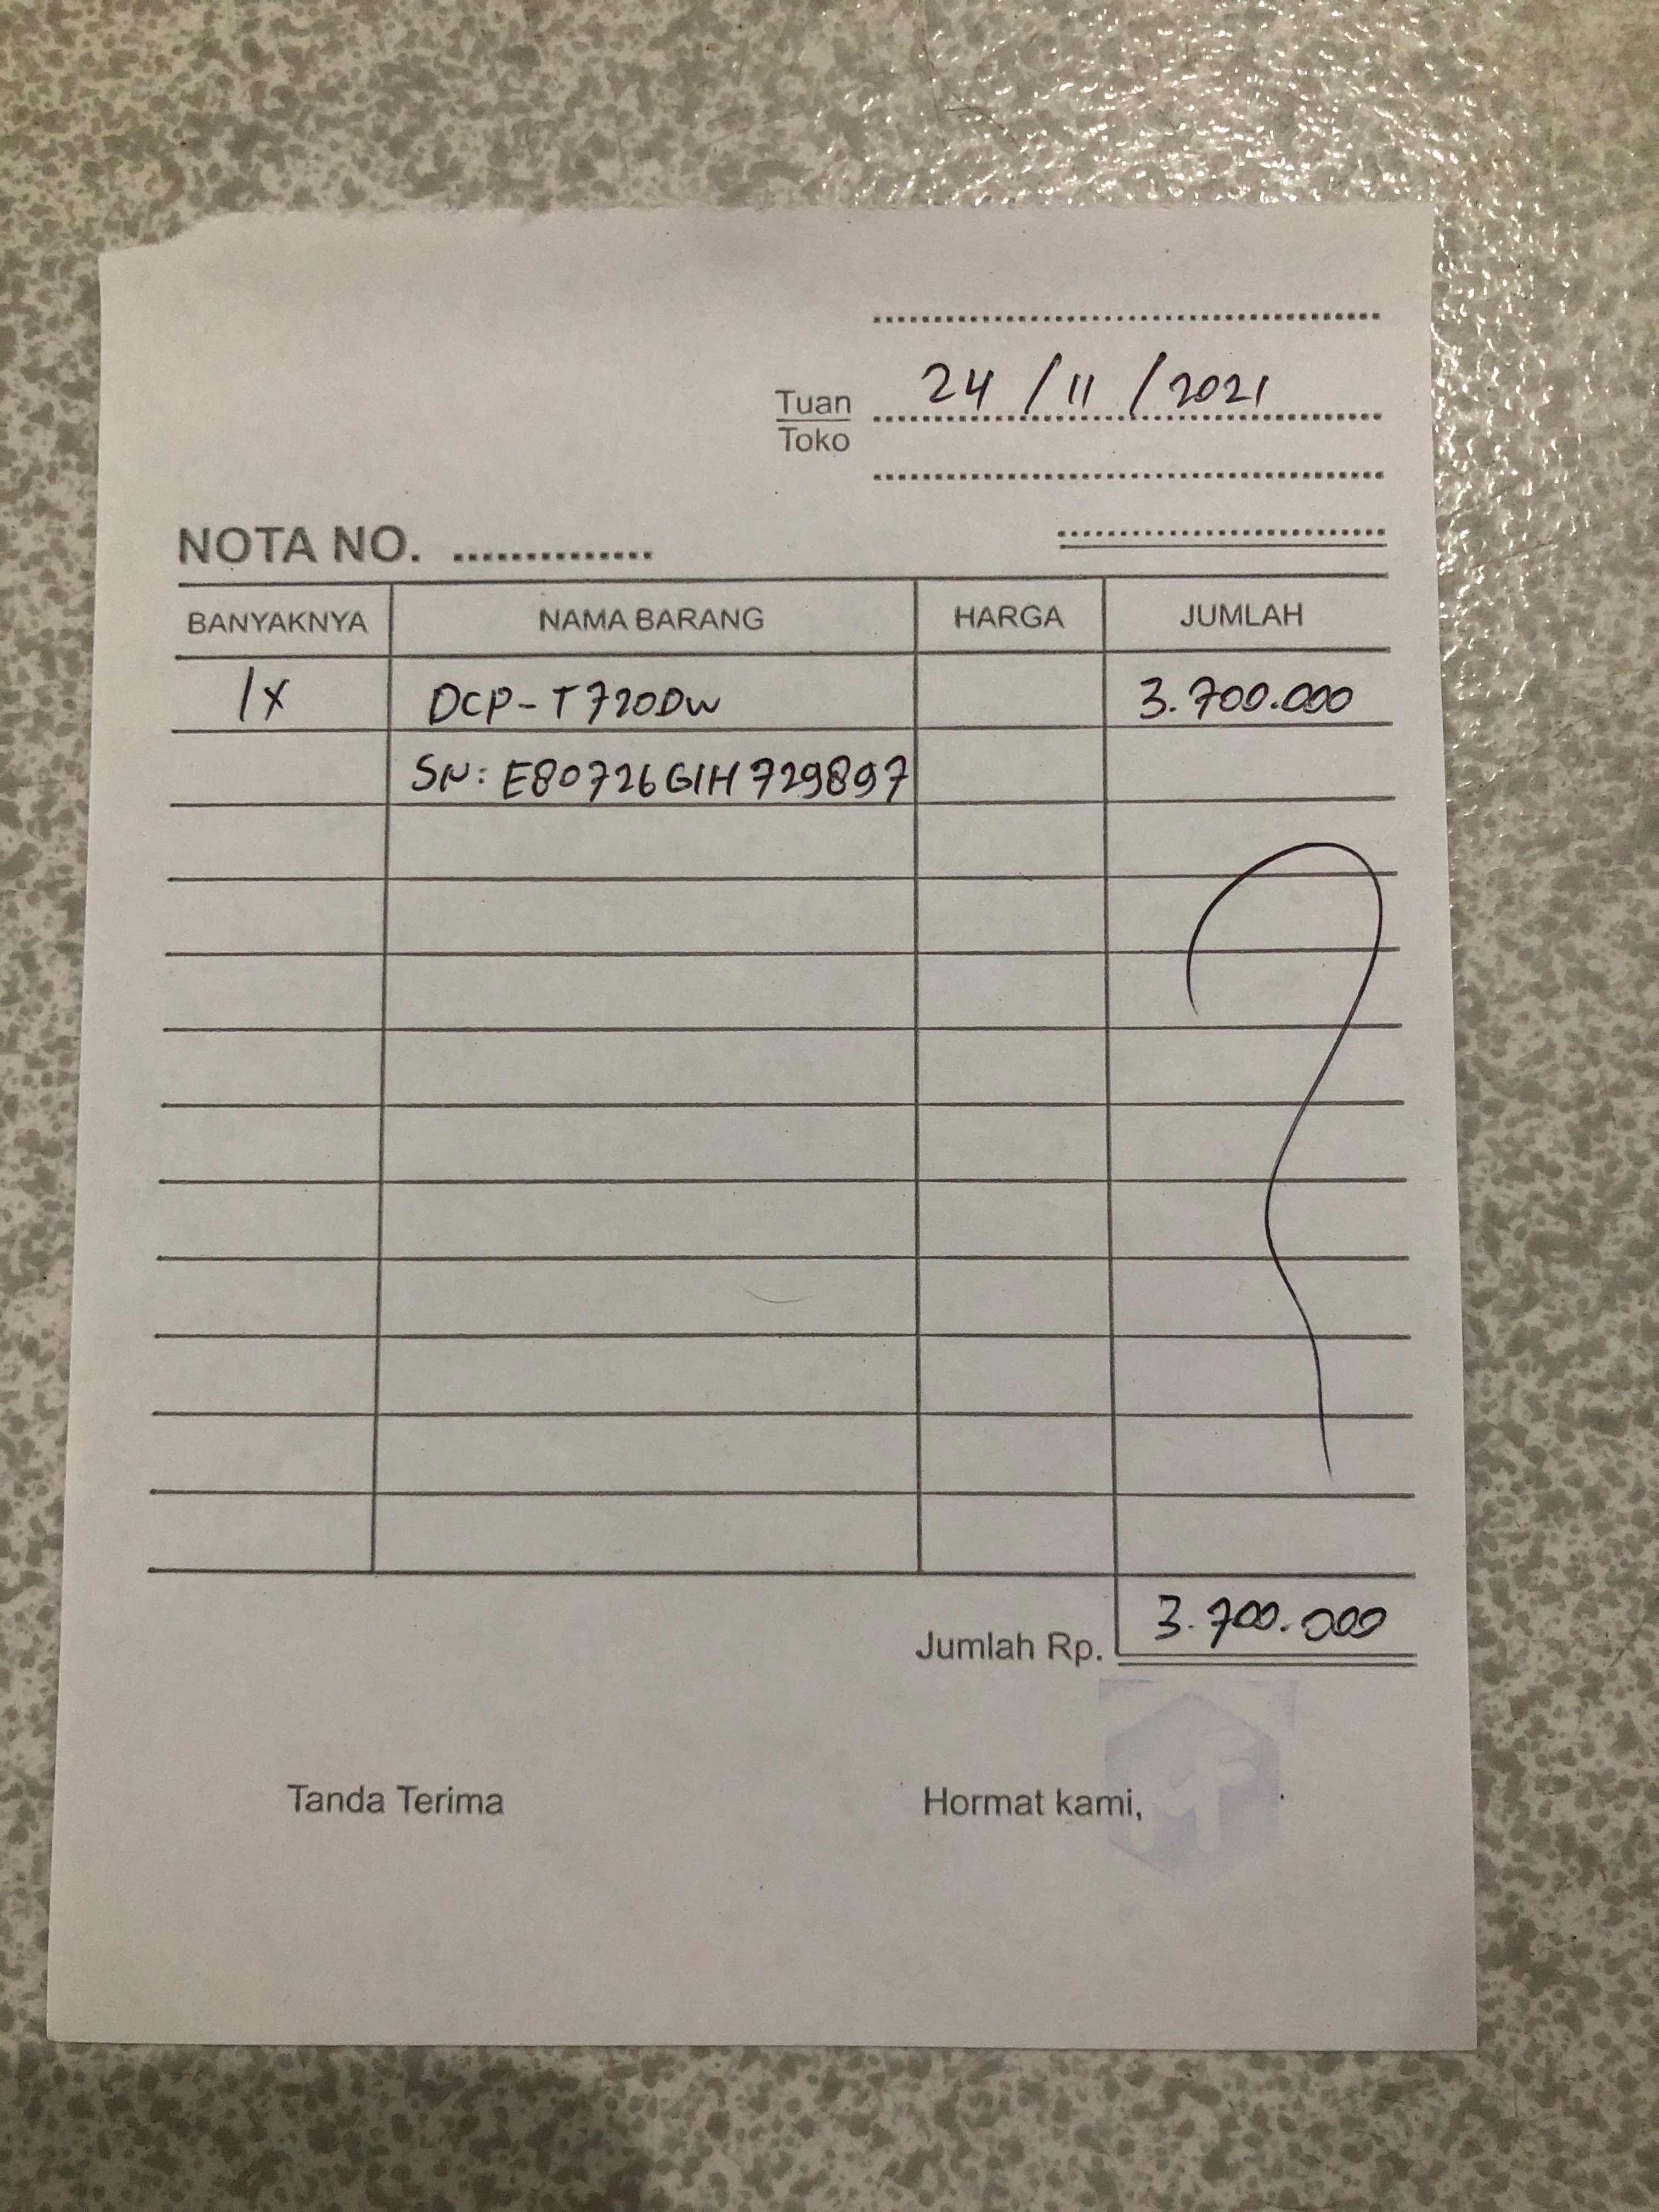 24 / 11 / 2021
Tuan
Toko
NOTA NO. ..............
BANYAKNYA NAMA BARANG HARGA JUMLAH
1x DCP-T720DW 3.700.000
SN: E80726G1H729897
Jumlah Rp. 3.700.000
Tanda Terima Hormat kami,